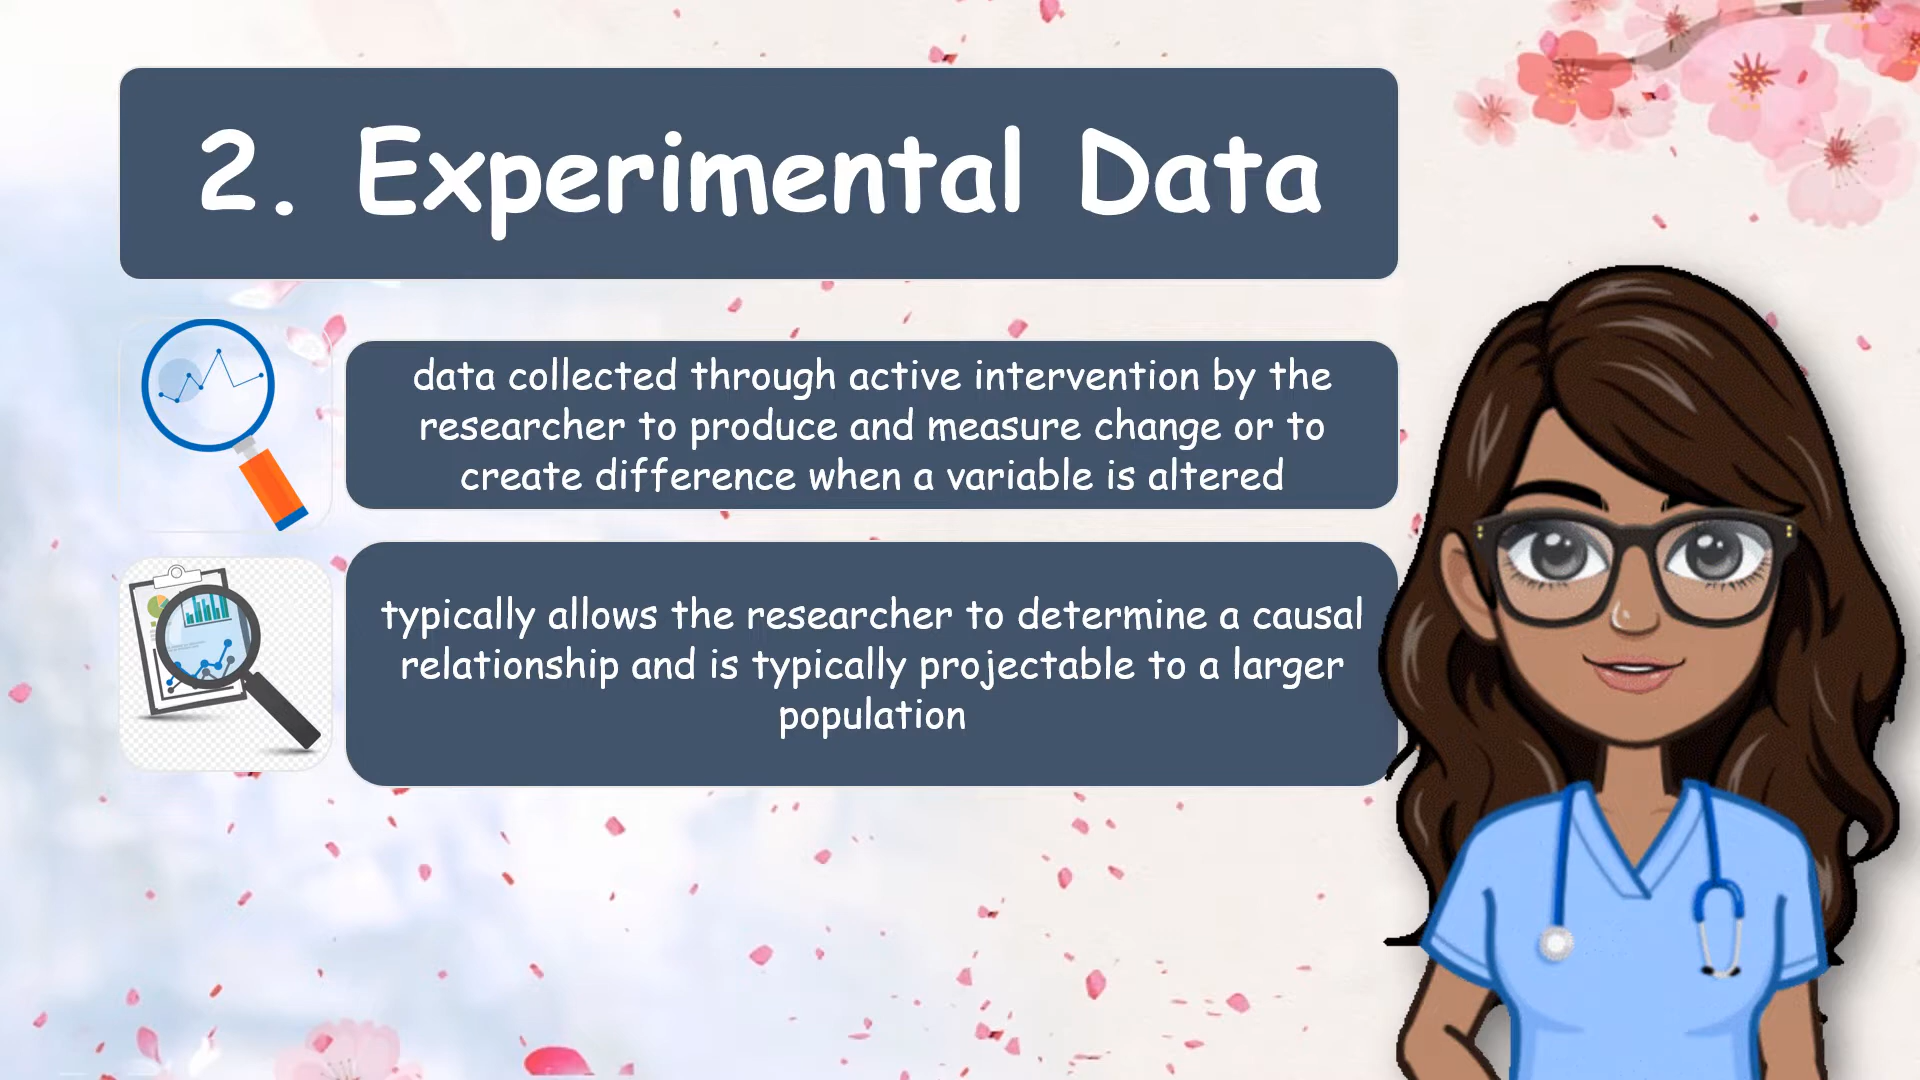 2. Experimental Data
data collected through active intervention by the
researcher to produce and measure change or to
create difference when a variable is altered
typically allows the researcher to determine a causal
relationship and is typically projectable to a larger
population